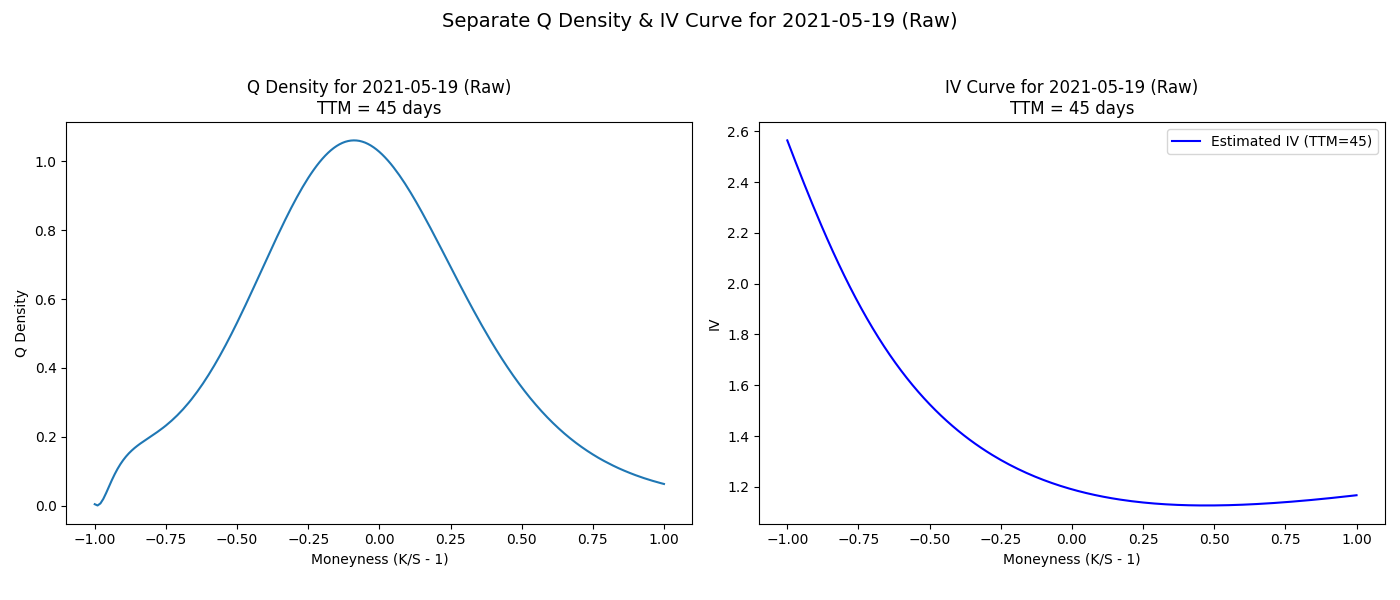 Separate Q Density & IV Curve for 2021-05-19 (Raw)
Q Density for 2021-05-19 (Raw)
TTM = 45 days
1.0
0.8
0.6
0.4
0.2
0.0
Q Density
−1.00 −0.75 −0.50 −0.25 0.00 0.25 0.50 0.75 1.00
Moneyness (K/S - 1)
IV Curve for 2021-05-19 (Raw)
TTM = 45 days
Estimated IV (TTM=45)
2.6
2.4
2.2
2.0
1.8
1.6
1.4
1.2
IV
−1.00 −0.75 −0.50 −0.25 0.00 0.25 0.50 0.75 1.00
Moneyness (K/S - 1)